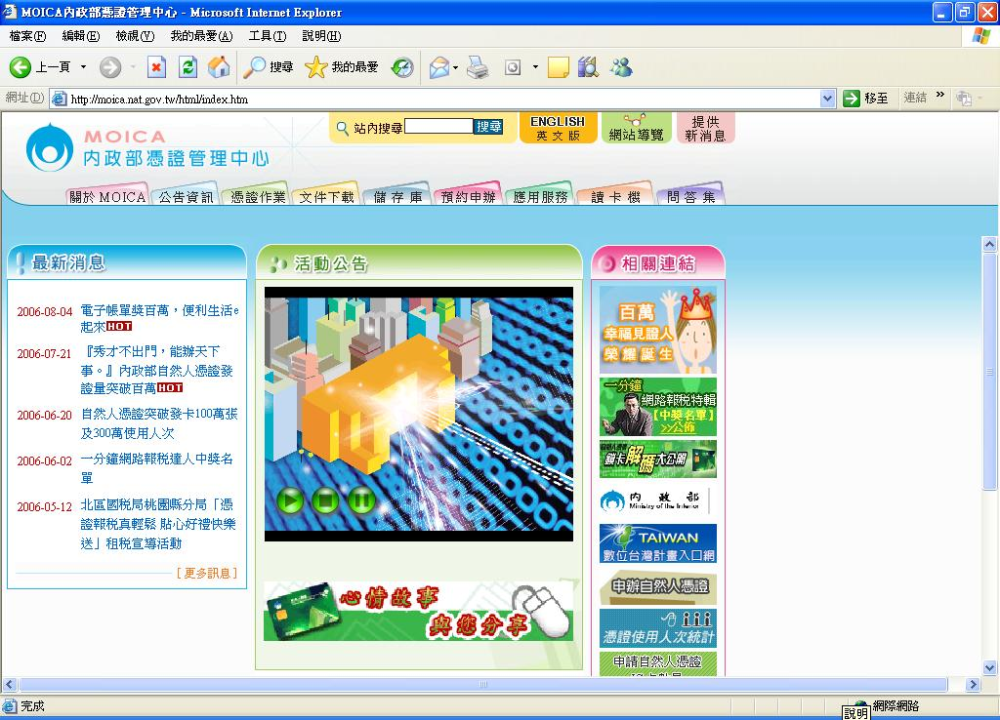 MOICA內政部憑證管理中心 - Microsoft Internet Explorer
檔案(F) 編輯(E) 檢視(V) 我的最愛(A) 工具(T) 說明(H)
上一頁 搜尋 我的最愛
網址(D) http://moica.nat.gov.tw/html/index.htm 移至 連結 »
MOICA
內政部憑證管理中心
站內搜尋 搜尋
ENGLISH
英文版
網站導覽
提供
新消息
關於 MOICA 公告資訊 憑證作業 文件下載 儲存庫 預約申辦 應用服務 讀卡機 問答集
最新消息
2006-08-04 電子帳單獎百萬，便利生活e
起來HOT
2006-07-21 『秀才不出門，能辦天下
事。』內政部自然人憑證發
證量突破百萬HOT
2006-06-20 自然人憑證突破發卡100萬張
及300萬使用人次
2006-06-02 一分鐘網路報稅達人中獎名
單
2006-05-12 北區國稅局桃園縣分局「憑
證報稅真輕鬆 貼心好禮快樂
送」租稅宣導活動
[ 更多訊息 ]
活動公告
心情故事
與您分享
相關連結
百萬
幸福見證人
榮耀誕生
一分鐘
網路報稅特輯
【中獎名單】
>>公佈
鎖卡解碼大公開
內政部
Ministry of the Interior
TAIWAN
數位台灣計畫入口網
申辦自然人憑證
憑證使用人次統計
申請自然人憑證
完成
說明
網際網路